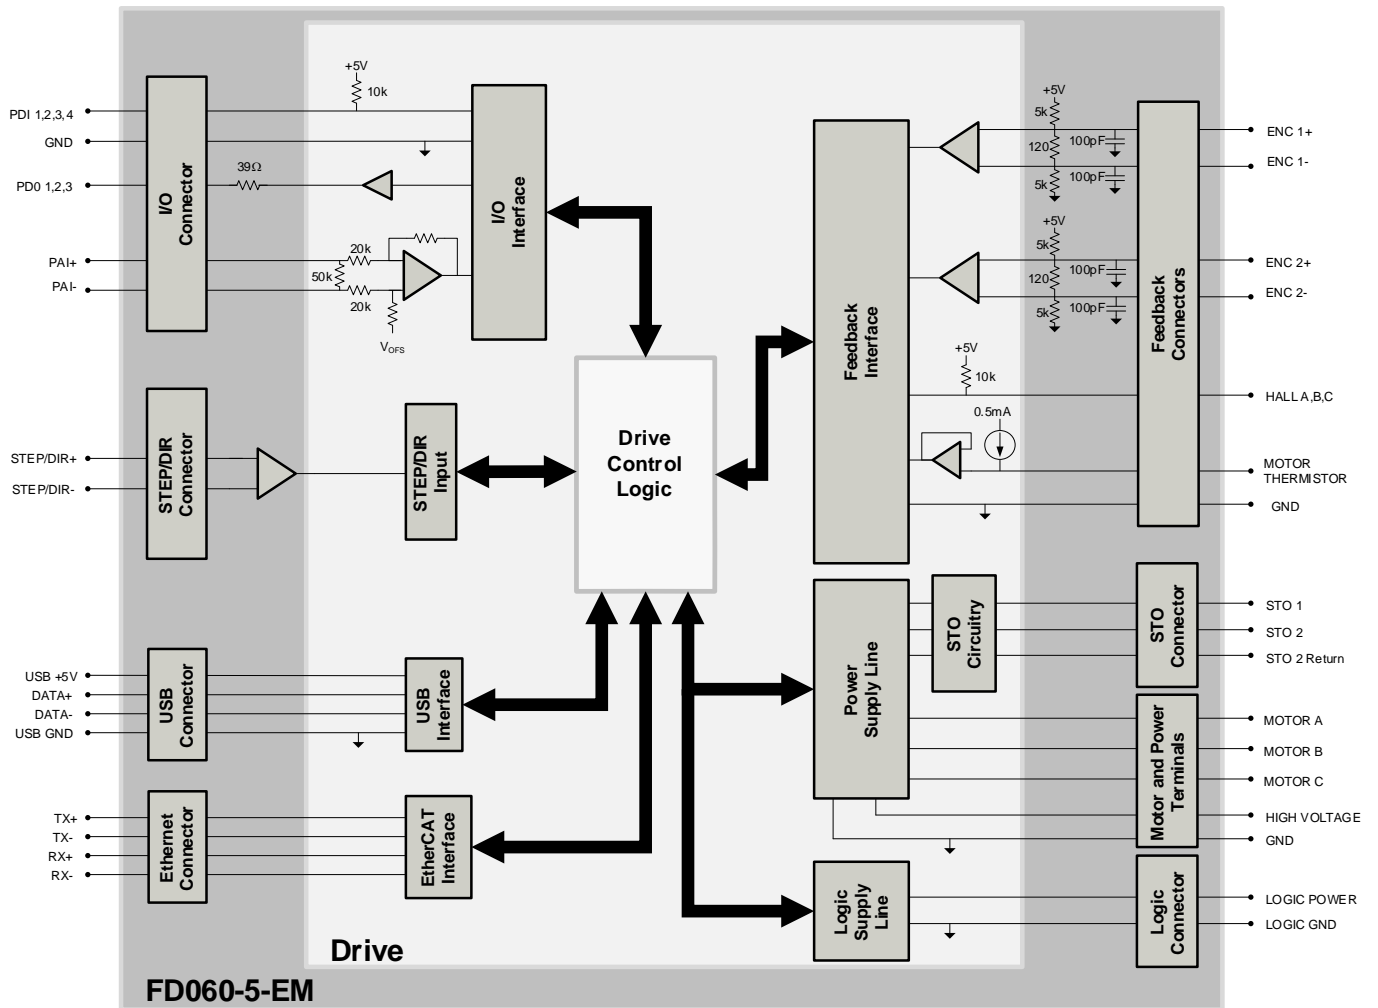 +5V
10k
PDI 1,2,3,4
GND
39Ω
PD0 1,2,3
PAI+
PAI-
20k
50k
20k
VOFS
I/O
Connector
I/O
Interface
STEP/DIR+
STEP/DIR-
STEP/DIR
Connector
STEP/DIR
Input
Drive
Control
Logic
USB +5V
DATA+
DATA-
USB GND
USB
Connector
USB
Interface
TX+
TX-
RX+
RX-
Ethernet
Connector
EtherCAT
Interface
Feedback
Interface
+5V
5k
120
5k
100pF
100pF
+5V
5k
120
5k
100pF
100pF
+5V
10k
0.5mA
Feedback
Connectors
ENC 1+
ENC 1-
ENC 2+
ENC 2-
HALL A,B,C
MOTOR
THERMISTOR
GND
Power
Supply Line
STO
Circuitry
STO
Connector
STO 1
STO 2
STO 2 Return
Motor and Power
Terminals
MOTOR A
MOTOR B
MOTOR C
HIGH VOLTAGE
GND
Logic
Supply
Line
Logic
Connector
LOGIC POWER
LOGIC GND
Drive
FD060-5-EM